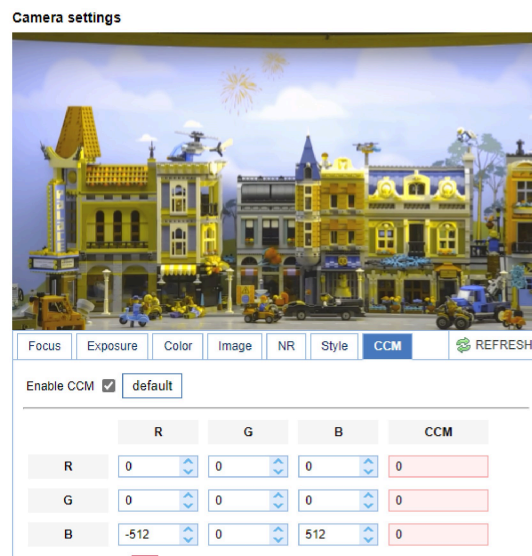 Camera settings
Focus Exposure Color Image NR Style CCM REFRESH
Enable CCM default
R G B CCM
R 0 0 0 0
G 0 0 0 0
B -512 0 512 0